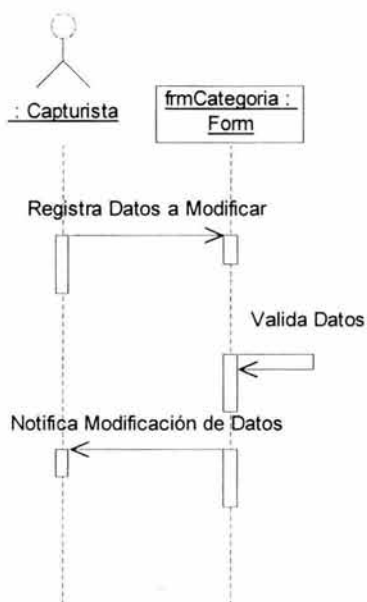 : Capturista
frmCategoria :
Form
Registra Datos a Modificar
Valida Datos
Notifica Modificación de Datos